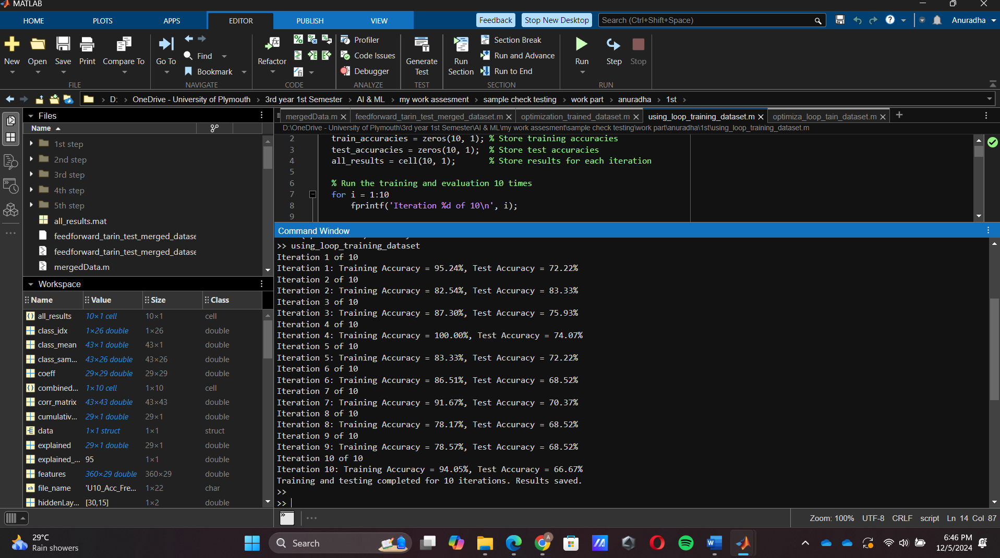 MATLAB
HOME PLOTS APPS EDITOR PUBLISH VIEW Feedback Stop New Desktop Search (Ctrl+Shift+Space) Anuradha
New Open Save Print Compare To Go To Find Bookmark Refactor Profiler Code Issues Debugger Generate Test Run Section Section Break Run and Advance Run to End Run Step Stop
FILE NAVIGATE CODE ANALYZE TEST SECTION RUN
D: › OneDrive - University of Plymouth › 3rd year 1st Semester › AI & ML › my work assesment › sample check testing › work part › anuradha › 1st ›
Files
Name
1st step
2nd step
3rd step
4th step
5th step
all_results.mat
feedforward_tarin_test_merged_datase
feedforward_tarin_test_merged_datase
mergedData.m
Workspace
Name Value Size Class
all_results 10×1 cell 10×1 cell
class_idx 1×26 double 1×26 double
class_mean 43×1 double 43×1 double
class_sam... 43×26 double 43×26 double
coeff 29×29 double 29×29 double
combined... 1×10 cell 1×10 cell
corr_matrix 43×43 double 43×43 double
cumulativ... 29×1 double 29×1 double
data 1×1 struct 1×1 struct
explained 29×1 double 29×1 double
explained_... 95 1×1 double
features 360×29 double 360×29 double
file_name 'U10_Acc_Fre... 1×22 char
hiddenLay... [30,15] 1×2 double
mergedData.m feedforward_tarin_test_merged_dataset.m optimization_trained_dataset.m using_loop_training_dataset.m optimiza_loop_tain_dataset.m
D:\OneDrive - University of Plymouth\3rd year 1st Semester\AI & ML\my work assesment\sample check testing\work part\anuradha\1st\using_loop_training_dataset.m
2 train_accuracies = zeros(10, 1); % Store training accuracies
3 test_accuracies = zeros(10, 1); % Store test accuracies
4 all_results = cell(10, 1); % Store results for each iteration
5
6 % Run the training and evaluation 10 times
7 for i = 1:10
8 fprintf('Iteration %d of 10\n', i);
9
Command Window
>> using_loop_training_dataset
Iteration 1 of 10
Iteration 1: Training Accuracy = 95.24%, Test Accuracy = 72.22%
Iteration 2 of 10
Iteration 2: Training Accuracy = 82.54%, Test Accuracy = 83.33%
Iteration 3 of 10
Iteration 3: Training Accuracy = 87.30%, Test Accuracy = 75.93%
Iteration 4 of 10
Iteration 4: Training Accuracy = 100.00%, Test Accuracy = 74.07%
Iteration 5 of 10
Iteration 5: Training Accuracy = 83.33%, Test Accuracy = 72.22%
Iteration 6 of 10
Iteration 6: Training Accuracy = 86.51%, Test Accuracy = 68.52%
Iteration 7 of 10
Iteration 7: Training Accuracy = 91.67%, Test Accuracy = 70.37%
Iteration 8 of 10
Iteration 8: Training Accuracy = 78.17%, Test Accuracy = 68.52%
Iteration 9 of 10
Iteration 9: Training Accuracy = 78.57%, Test Accuracy = 68.52%
Iteration 10 of 10
Iteration 10: Training Accuracy = 94.05%, Test Accuracy = 66.67%
Training and testing completed for 10 iterations. Results saved.
>>
>>
Zoom: 100% UTF-8 CRLF script Ln 14 Col 87
29°C
Rain showers
Search
6:46 PM
12/5/2024